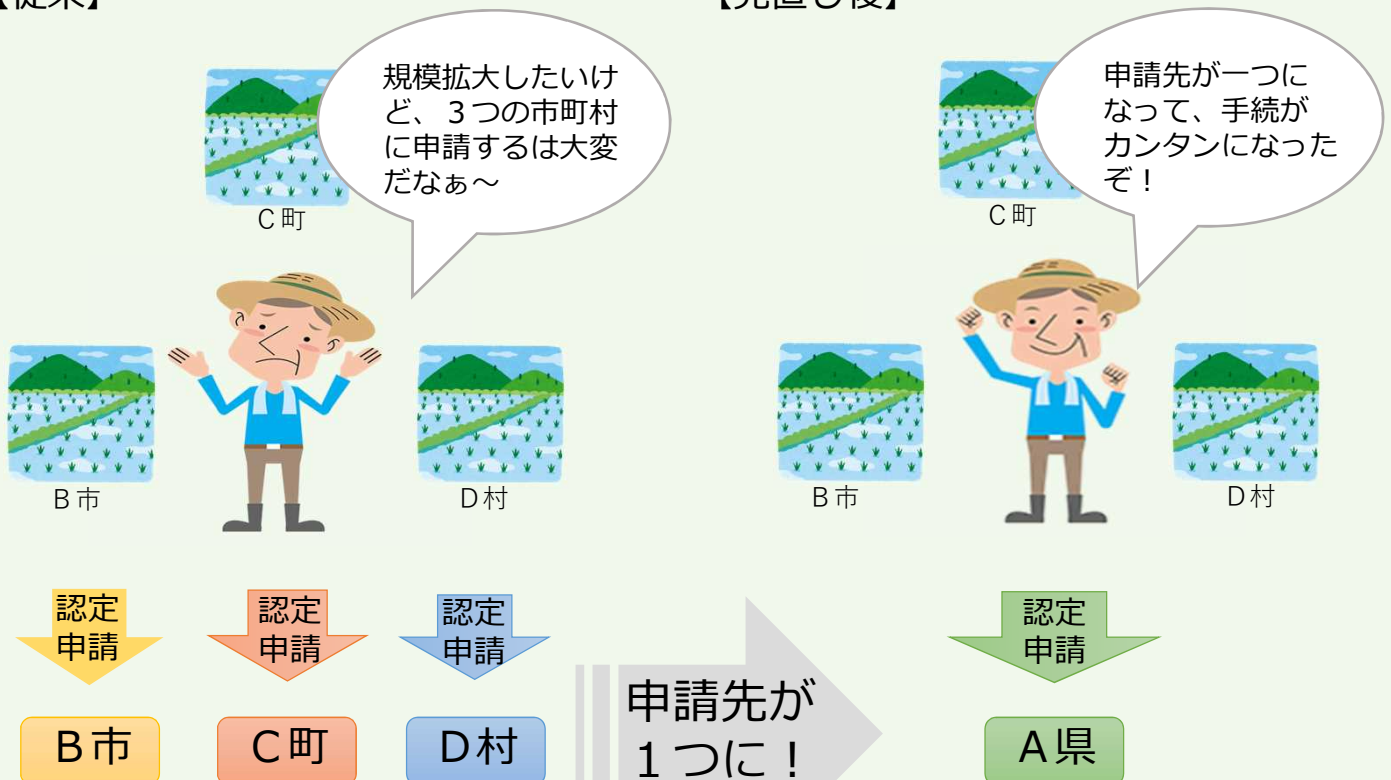 【従来】
規模拡大したいけ
ど、３つの市町村
に申請するは大変
だなぁ～
C町
B市
D村
認定
申請
認定
申請
認定
申請
B市
C町
D村
申請先が
１つに！
【見直し後】
申請先が一つに
なって、手続が
カンタンになった
ぞ！
C町
B市
D村
認定
申請
A県